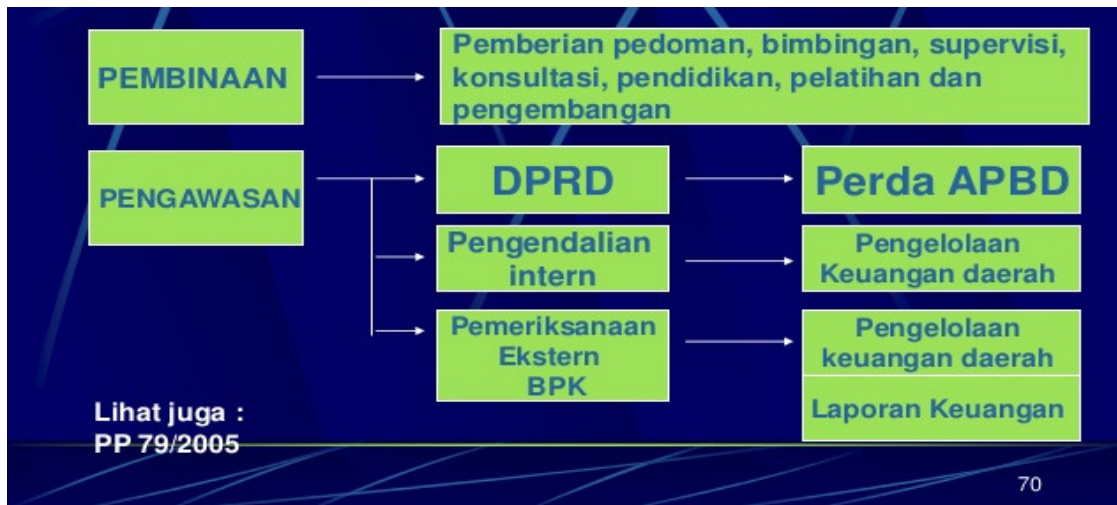 PEMBINAAN
Pemberian pedoman, bimbingan, supervisi,
konsultasi, pendidikan, pelatihan dan
pengembangan
PENGAWASAN
DPRD
Perda APBD
Pengendalian
intern
Pengelolaan
Keuangan daerah
Pemeriksanaan
Ekstern
BPK
Pengelolaan
keuangan daerah
Laporan Keuangan
Lihat juga :
PP 79/2005
70